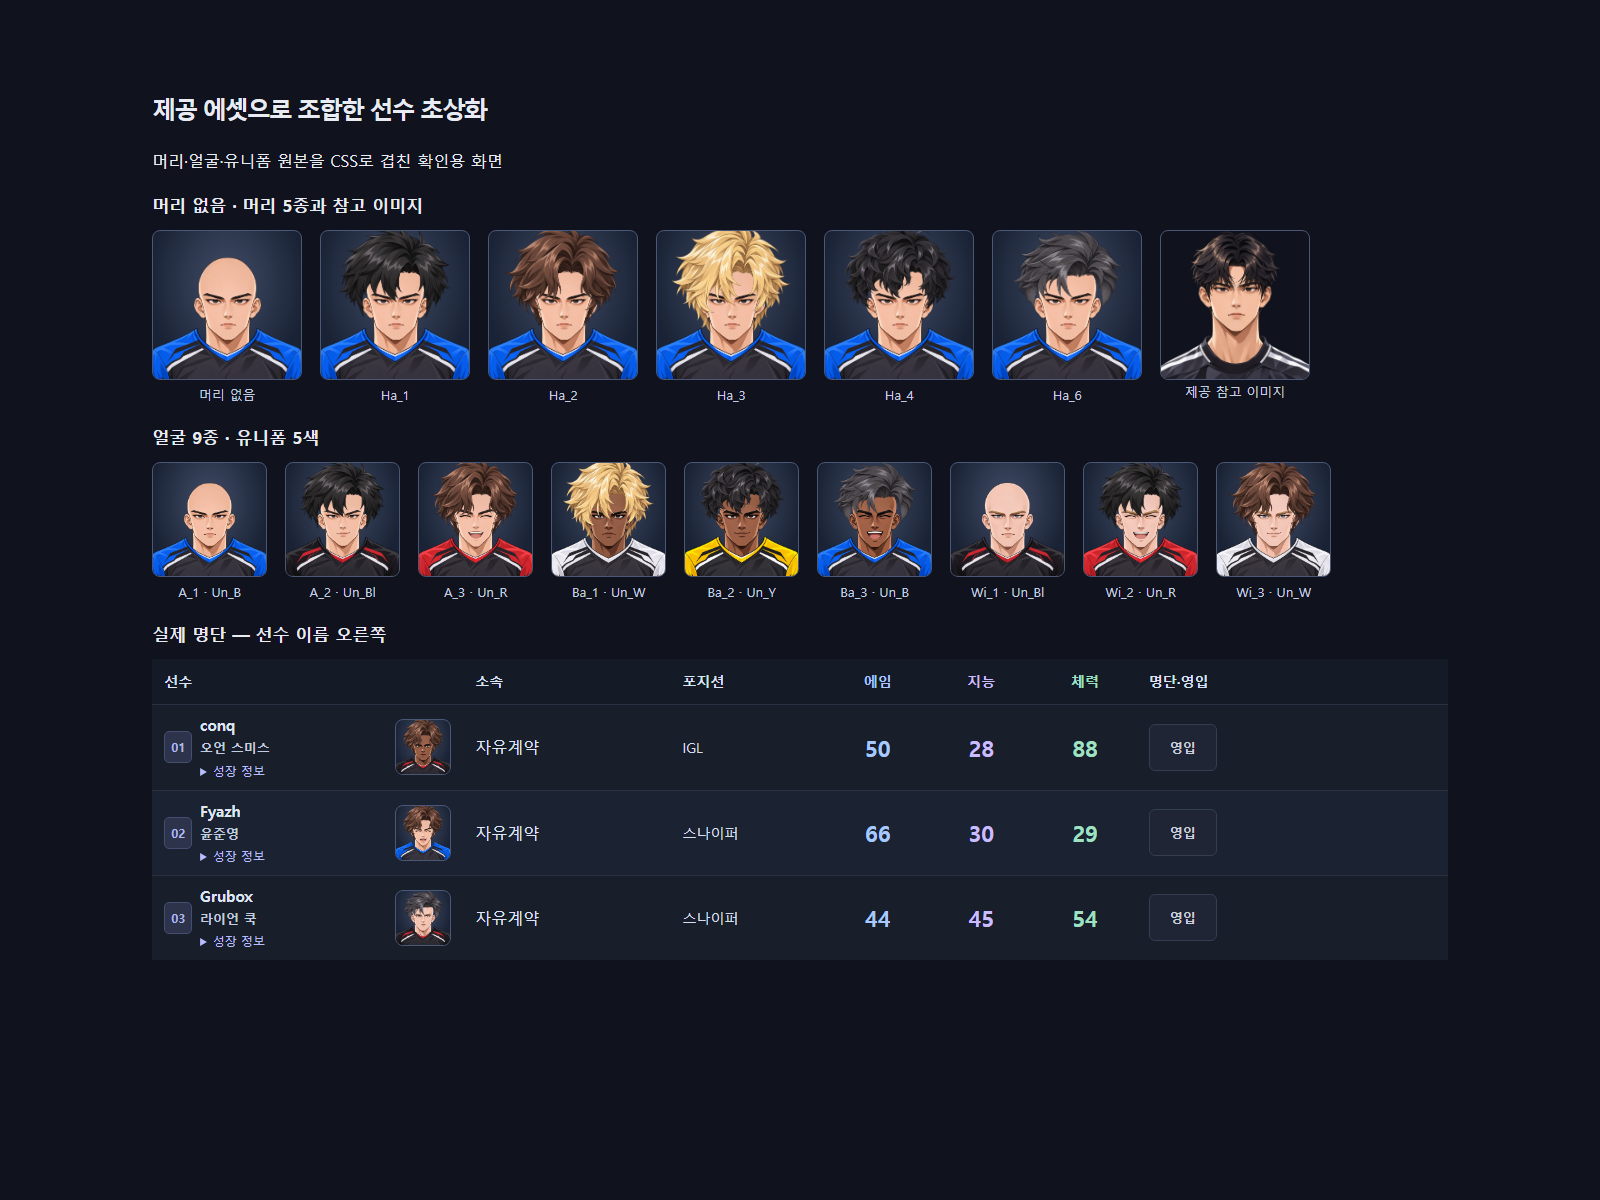 제공 에셋으로 조합한 선수 초상화
머리·얼굴·유니폼 원본을 CSS로 겹친 확인용 화면
머리 없음 · 머리 5종과 참고 이미지
머리 없음 Ha_1 Ha_2 Ha_3 Ha_4 Ha_6 제공 참고 이미지
얼굴 9종 · 유니폼 5색
A_1 · Un_B A_2 · Un_Bl A_3 · Un_R Ba_1 · Un_W Ba_2 · Un_Y Ba_3 · Un_B Wi_1 · Un_Bl Wi_2 · Un_R Wi_3 · Un_W
실제 명단 — 선수 이름 오른쪽
선수 소속 포지션 에임 지능 체력 명단·영입
conq
01 오언 스미스 자유계약 IGL 50 28 88 영입
▶ 성장 정보
Fyazh
02 윤준영 자유계약 스나이퍼 66 30 29 영입
▶ 성장 정보
Grubox
03 라이언 쿡 자유계약 스나이퍼 44 45 54 영입
▶ 성장 정보